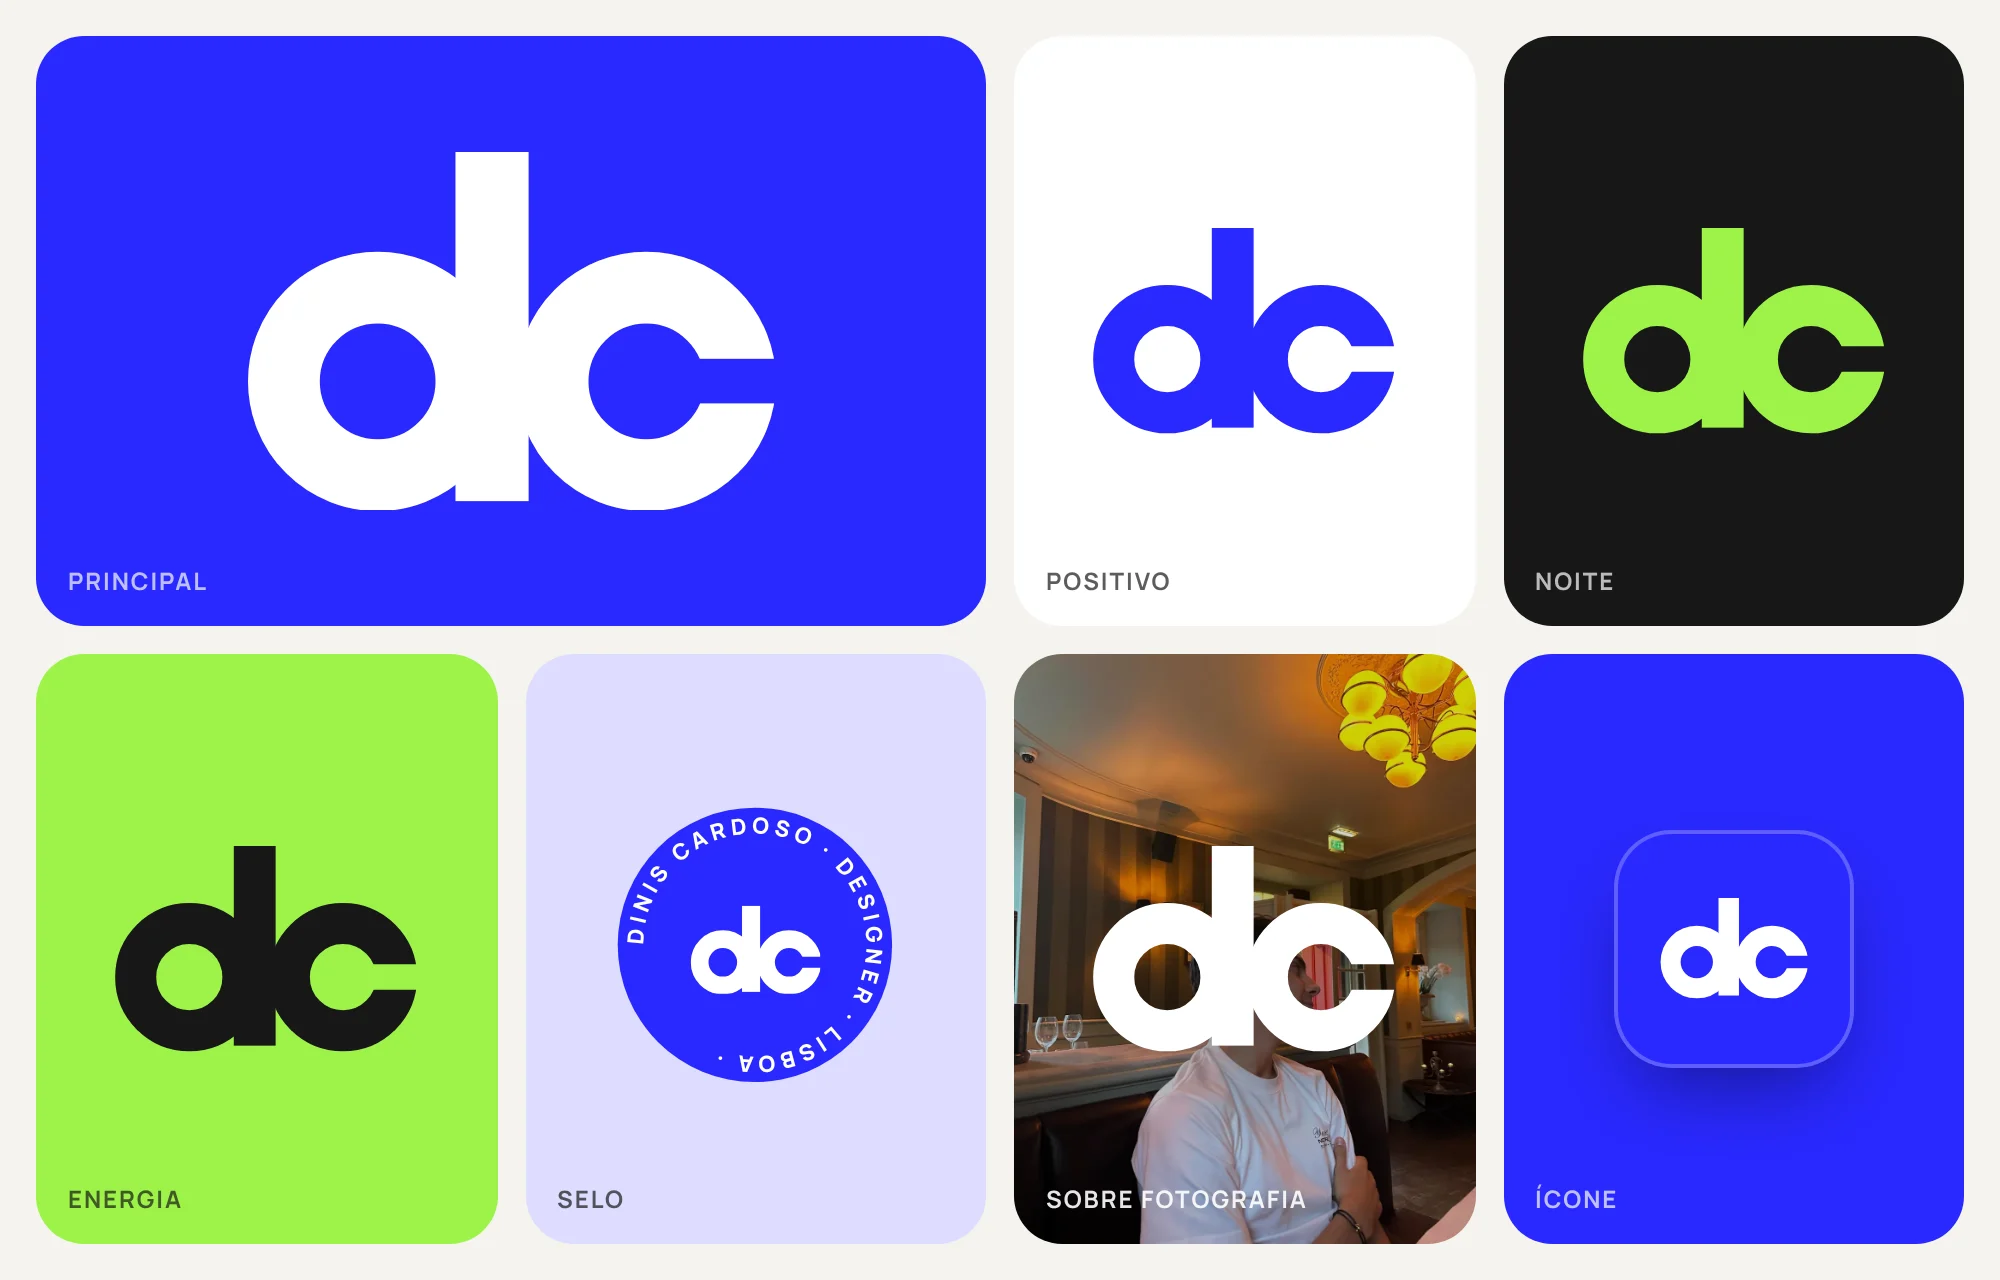 dc
PRINCIPAL
dc
POSITIVO
dc
NOITE
dc
ENERGIA
DINIS CARDOSO · DESIGNER · LISBOA ·
dc
SELO
dc
SOBRE FOTOGRAFIA
dc
ÍCONE